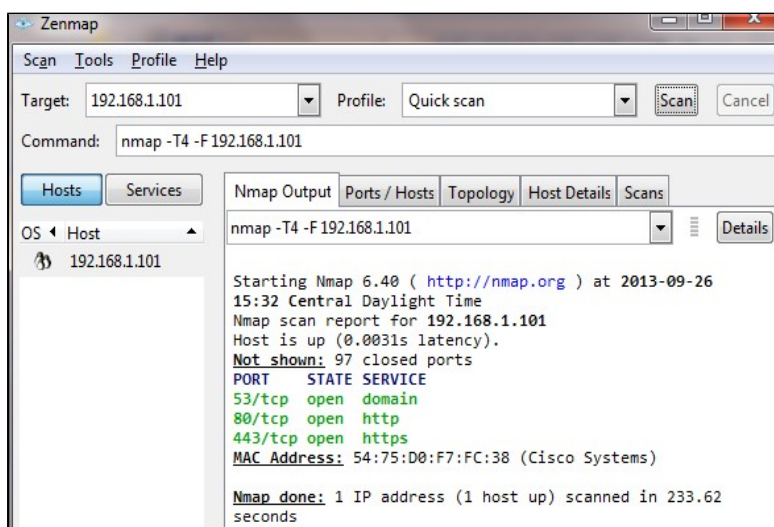 Zenmap
Scan Tools Profile Help
Target: 192.168.1.101 Profile: Quick scan Scan Cancel
Command: nmap -T4 -F 192.168.1.101
Hosts Services
Nmap Output Ports / Hosts Topology Host Details Scans
OS Host
nmap -T4 -F 192.168.1.101 Details
192.168.1.101
Starting Nmap 6.40 ( http://nmap.org ) at 2013-09-26
15:32 Central Daylight Time
Nmap scan report for 192.168.1.101
Host is up (0.0031s latency).
Not shown: 97 closed ports
PORT STATE SERVICE
53/tcp open domain
80/tcp open http
443/tcp open https
MAC Address: 54:75:D0:F7:FC:38 (Cisco Systems)
Nmap done: 1 IP address (1 host up) scanned in 233.62
seconds